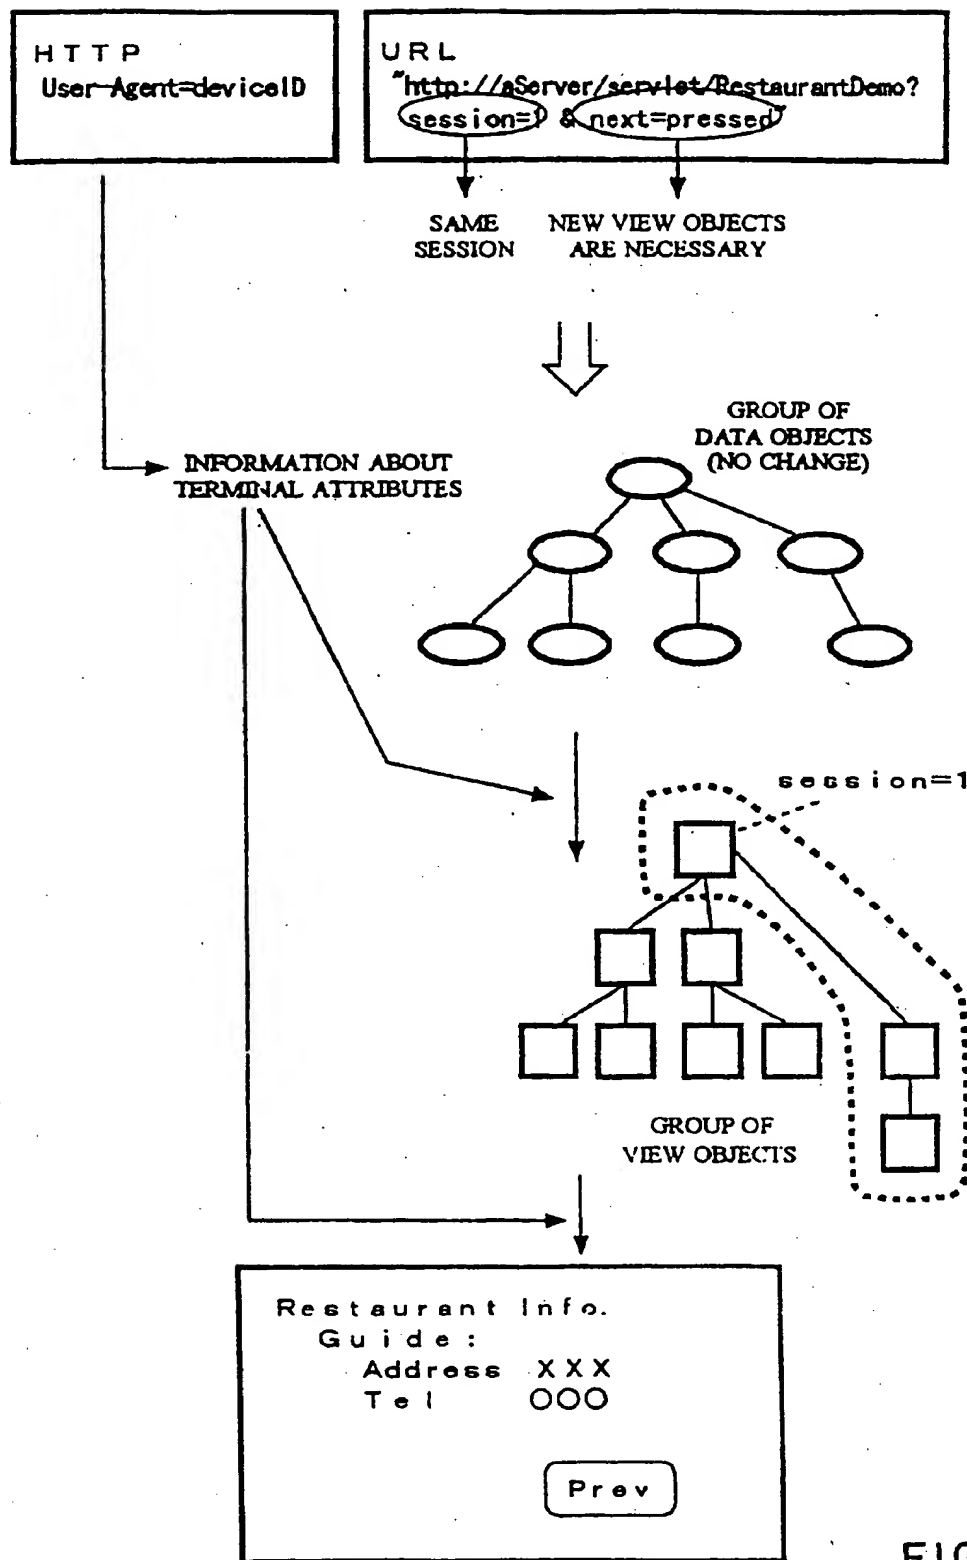 HTTP
User-Agent=deviceID
URL
"http://aServer/servlet/RestaurantDemo?
session=1 & next=pressed"
SAME
SESSION
NEW VIEW OBJECTS
ARE NECESSARY
GROUP OF
DATA OBJECTS
(NO CHANGE)
INFORMATION ABOUT
TERMINAL ATTRIBUTES
session=1
GROUP OF
VIEW OBJECTS
Restaurant Info.
Guide:
Address XXX
Tel OOO
Prev